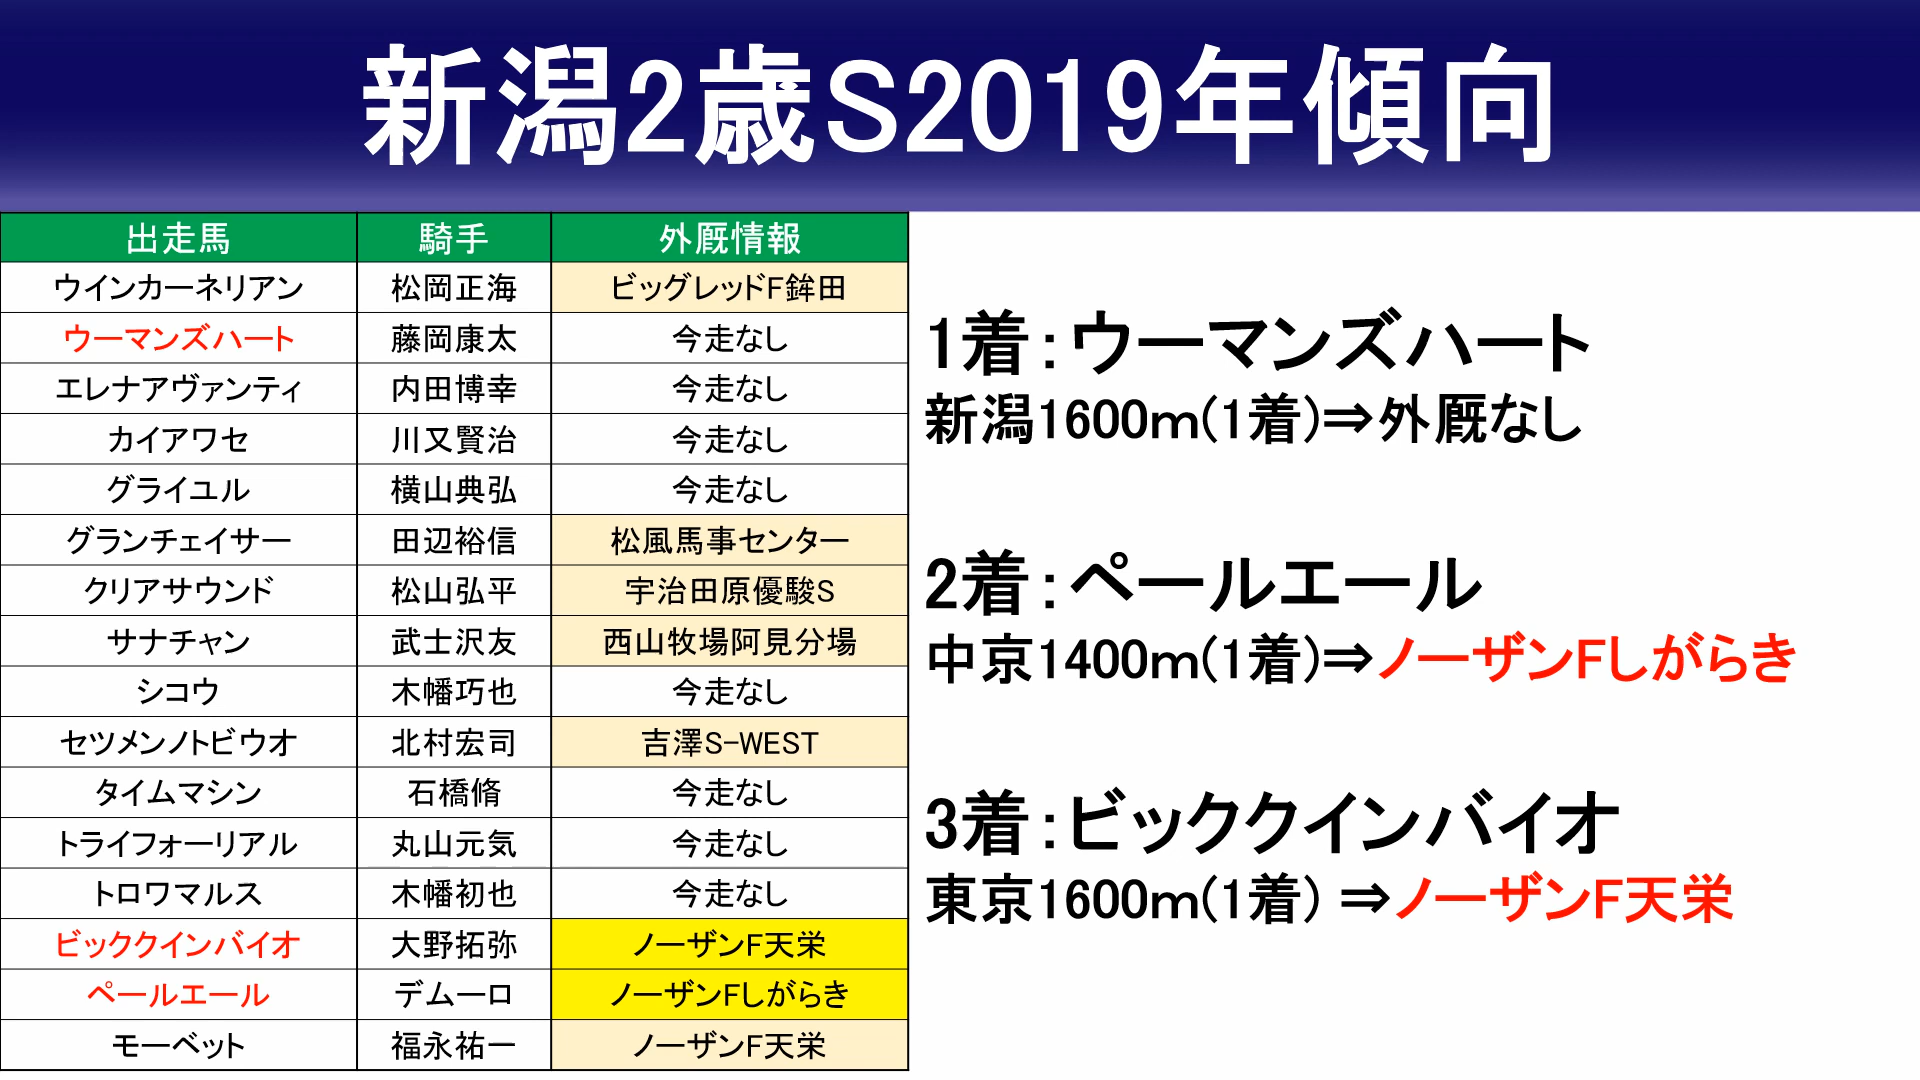 新潟2歳S2019年傾向
出走馬 騎手 外厩情報
ウインカーネリアン 松岡正海 ビッグレッドF鉾田
ウーマンズハート 藤岡康太 今走なし
エレナアヴァンティ 内田博幸 今走なし
カイアワセ 川又賢治 今走なし
グライユル 横山典弘 今走なし
グランチェイサー 田辺裕信 松風馬事センター
クリアサウンド 松山弘平 宇治田原優駿S
サナチャン 武士沢友 西山牧場阿見分場
シコウ 木幡巧也 今走なし
セツメンノトビウオ 北村宏司 吉澤S-WEST
タイムマシン 石橋脩 今走なし
トライフォーリアル 丸山元気 今走なし
トロワマルス 木幡初也 今走なし
ビッククインバイオ 大野拓弥 ノーザンF天栄
ペールエール デムーロ ノーザンFしがらき
モーベット 福永祐一 ノーザンF天栄
1着：ウーマンズハート
新潟1600m(1着)⇒外厩なし
2着：ペールエール
中京1400m(1着)⇒ノーザンFしがらき
3着：ビッククインバイオ
東京1600m(1着) ⇒ノーザンF天栄